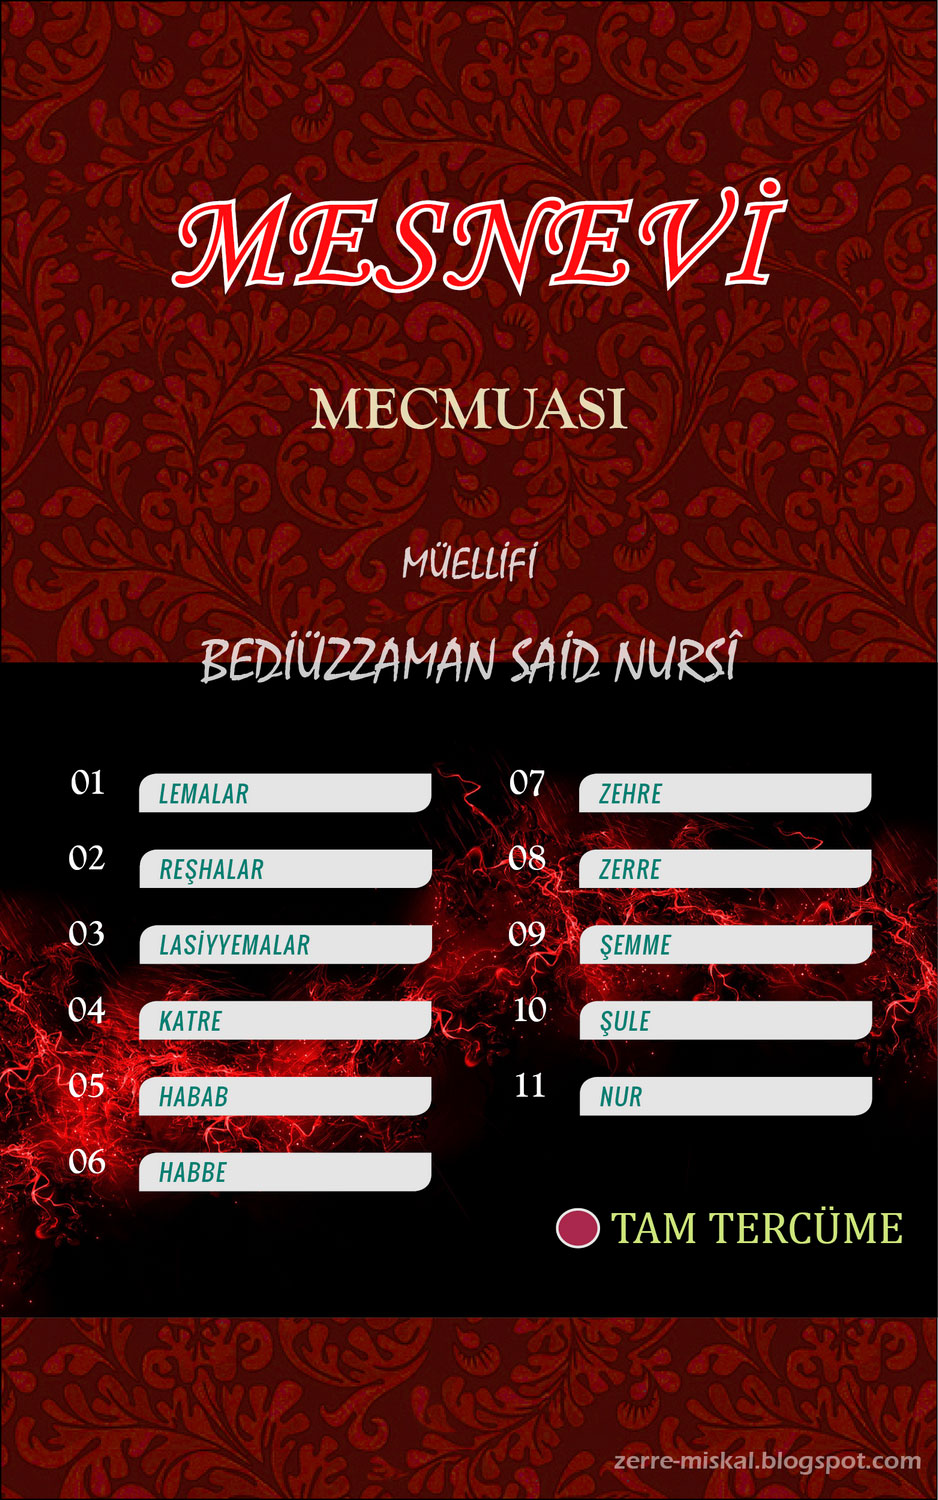 MESNEVİ
MECMUASI
MÜELLİFİ
BEDİÜZZAMAN SAİD NURSÎ
01 LEMALAR
02 REŞHALAR
03 LASİYYEMALAR
04 KATRE
05 HABAB
06 HABBE
07 ZEHRE
08 ZERRE
09 ŞEMME
10 ŞULE
11 NUR
TAM TERCÜME
zerre-miskal.blogspot.com